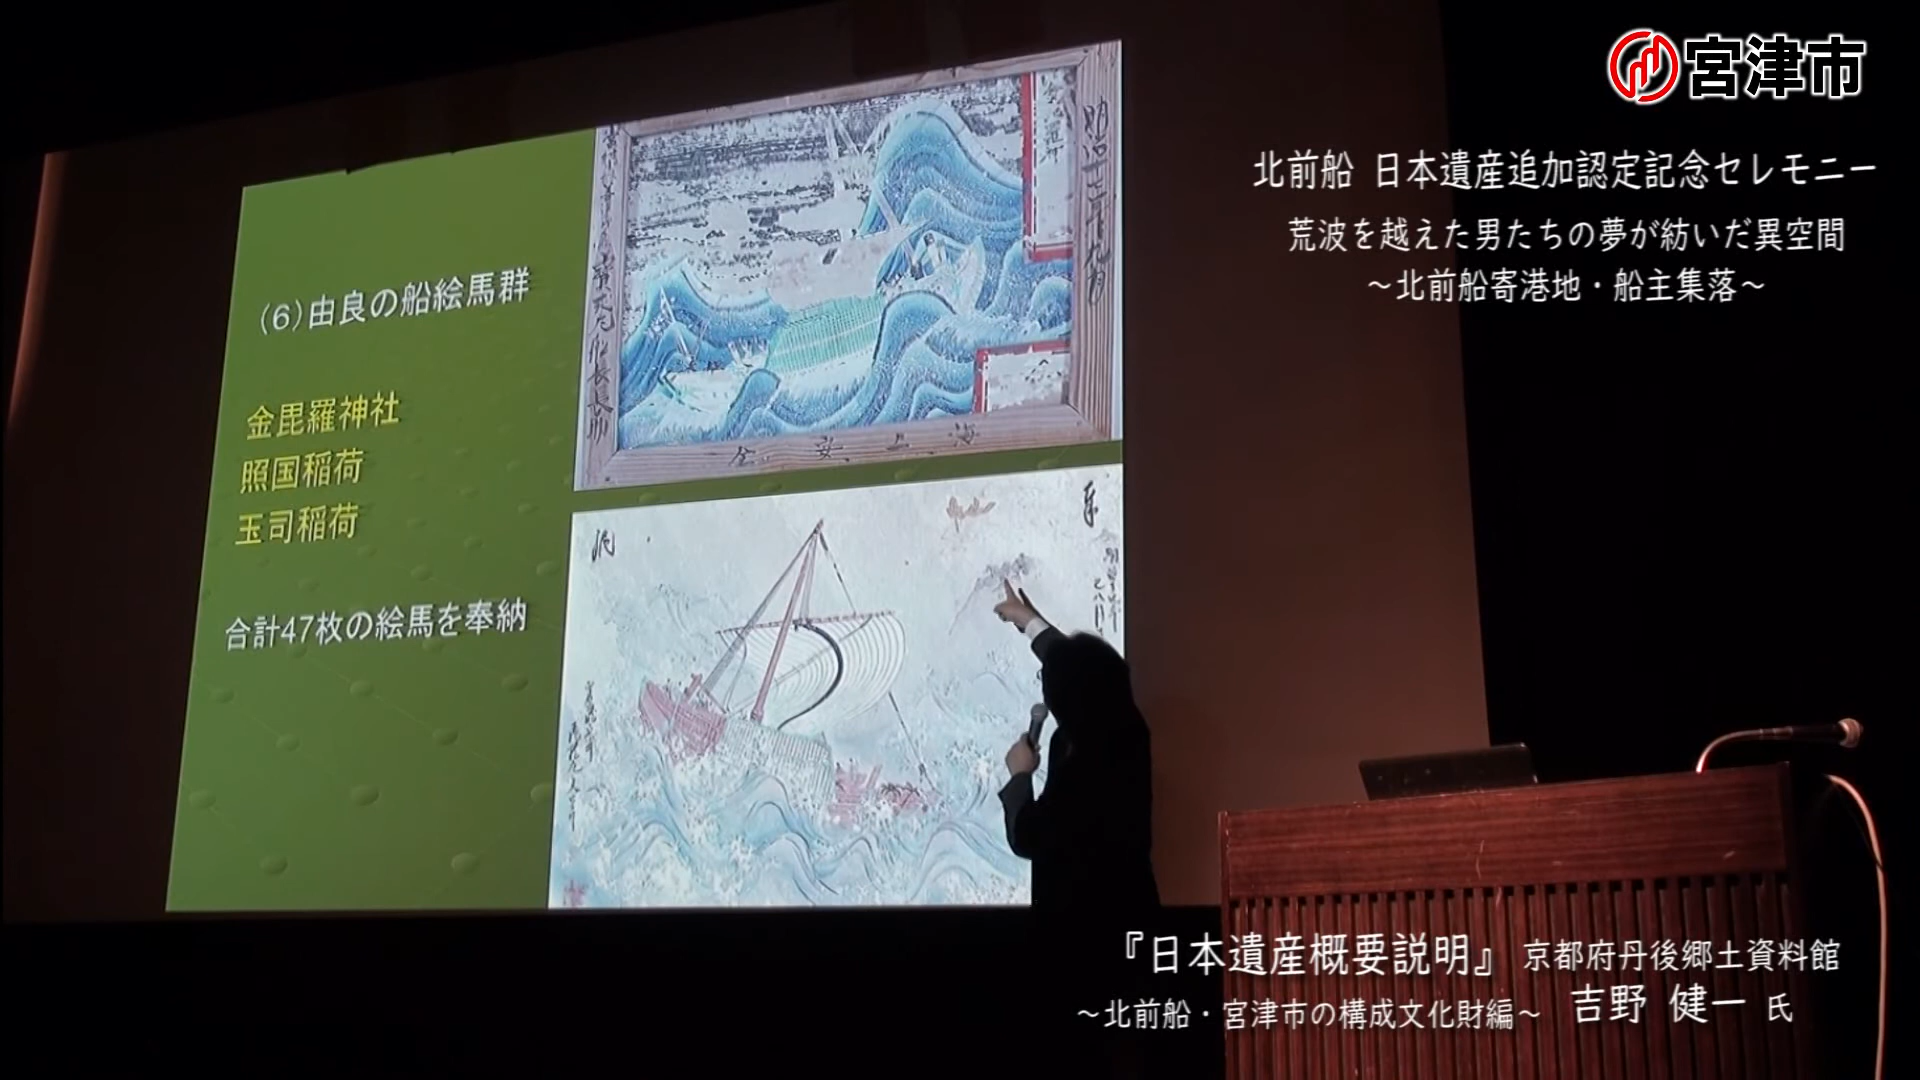 宮津市
北前船 日本遺産追加認定記念セレモニー
荒波を越えた男たちの夢が紡いだ異空間
～北前船寄港地・船主集落～
(6)由良の船絵馬群
金毘羅神社
照国稲荷
玉司稲荷
合計47枚の絵馬を奉納
全安上海
『日本遺産概要説明』 京都府丹後郷土資料館
～北前船・宮津市の構成文化財編～ 吉野 健一 氏